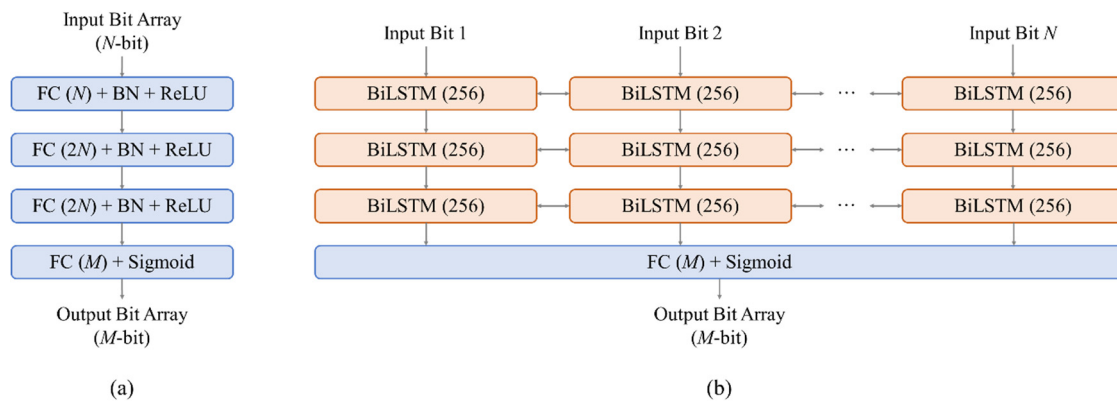 Input Bit Array
(N-bit)
FC (N) + BN + ReLU
FC (2N) + BN + ReLU
FC (2N) + BN + ReLU
FC (M) + Sigmoid
Output Bit Array
(M-bit)
(a)
Input Bit 1
Input Bit 2
Input Bit N
BiLSTM (256)
BiLSTM (256)
...
BiLSTM (256)
BiLSTM (256)
BiLSTM (256)
...
BiLSTM (256)
BiLSTM (256)
BiLSTM (256)
...
BiLSTM (256)
FC (M) + Sigmoid
Output Bit Array
(M-bit)
(b)